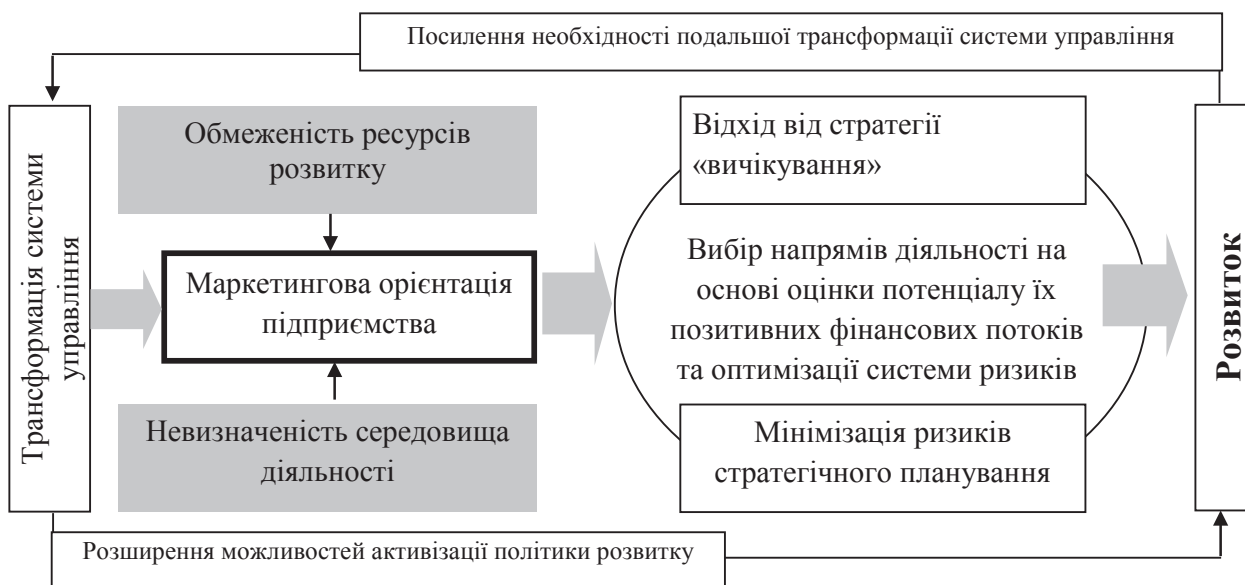 Посилення необхідності подальшої трансформації системи управління
Трансформація системи
управління
Обмеженість ресурсів
розвитку
Маркетингова орієнтація
підприємства
Невизначеність середовища
діяльності
Відхід від стратегії
«вичікування»
Вибір напрямів діяльності на
основі оцінки потенціалу їх
позитивних фінансових потоків
та оптимізації системи ризиків
Мінімізація ризиків
стратегічного планування
Розвиток
Розширення можливостей активізації політики розвитку